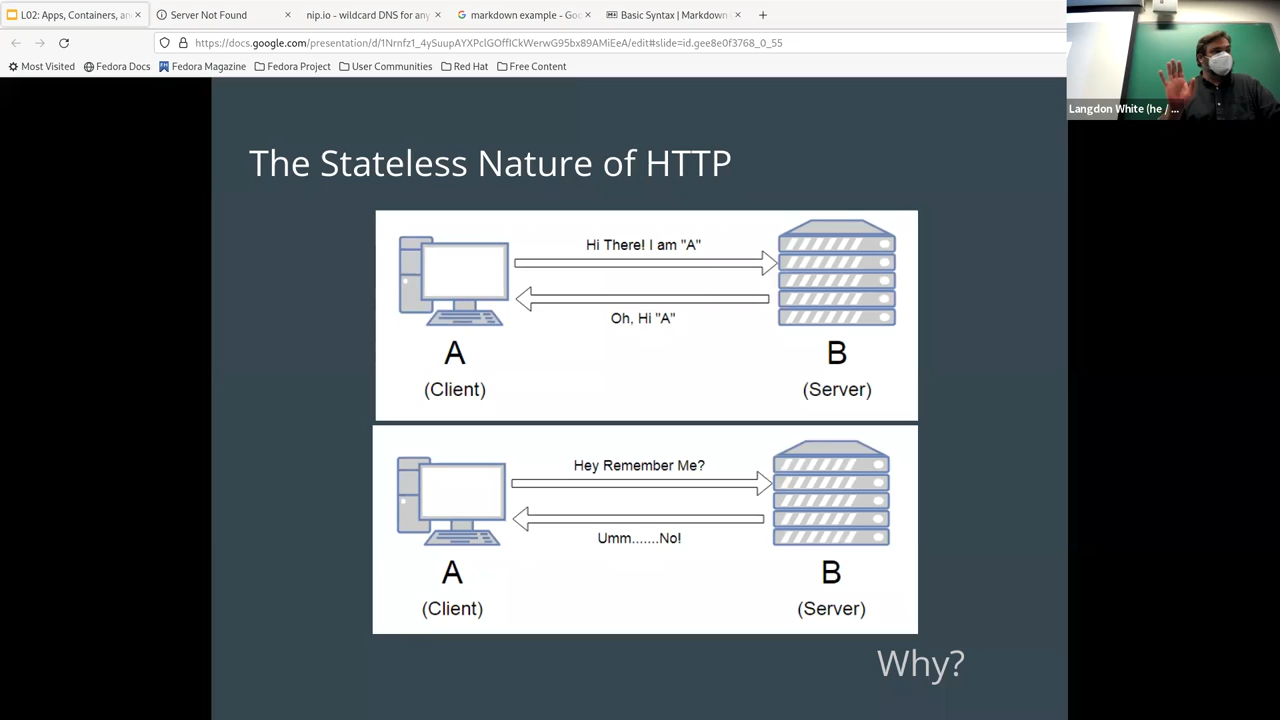 L02: Apps, Containers, an
Server Not Found
nip.io - wildcard DNS for any
markdown example - Goo
Basic Syntax | Markdown
https://docs.google.com/presentation/d/1Nrnfz1_4ySuupAYXPclGOffICkWerwG95bx89AMiEeA/edit#slide=id.gee8e0f3768_0_55
Most Visited
Fedora Docs
Fedora Magazine
Fedora Project
User Communities
Red Hat
Free Content
Langdon White (he / ...
The Stateless Nature of HTTP
Hi There! I am "A"
Oh, Hi "A"
A
B
(Client)
(Server)
Hey Remember Me?
Umm.......No!
A
B
(Client)
(Server)
Why?